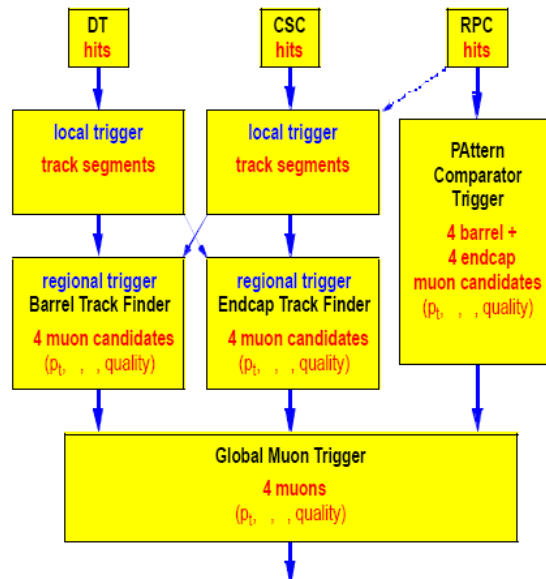 DT
hits
CSC
hits
RPC
hits
local trigger
track segments
local trigger
track segments
PAttern
Comparator
Trigger
4 barrel +
4 endcap
muon candidates
(pt, , , quality)
regional trigger
Barrel Track Finder
4 muon candidates
(pt, , , quality)
regional trigger
Endcap Track Finder
4 muon candidates
(pt, , , quality)
Global Muon Trigger
4 muons
(pt, , , quality)